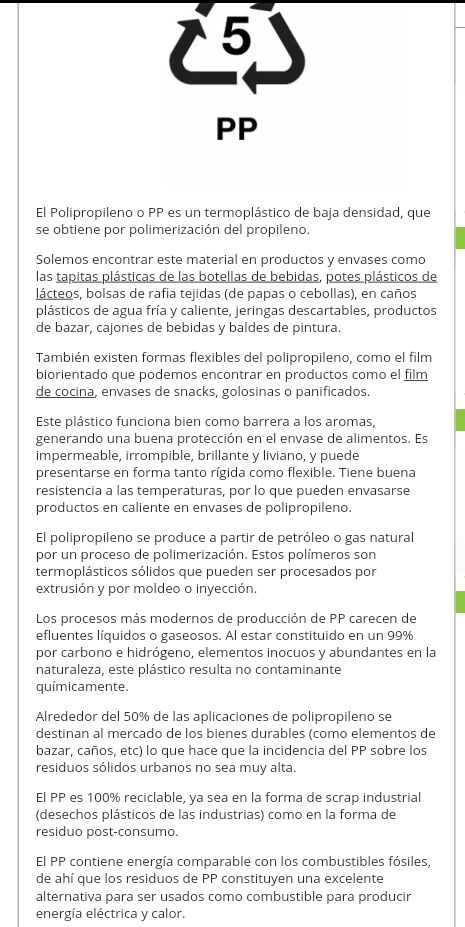 5
PP
El Polipropileno o PP es un termoplástico de baja densidad, que
se obtiene por polimerización del propileno.
Solemos encontrar este material en productos y envases como
las tapitas plásticas de las botellas de bebidas, potes plásticos de
lácteos, bolsas de rafia tejidas (de papas o cebollas), en caños
plásticos de agua fría y caliente, jeringas descartables, productos
de bazar, cajones de bebidas y baldes de pintura.
También existen formas flexibles del polipropileno, como el film
biorientado que podemos encontrar en productos como el film
de cocina, envases de snacks, golosinas o panificados.
Este plástico funciona bien como barrera a los aromas,
generando una buena protección en el envase de alimentos. Es
impermeable, irrompible, brillante y liviano, y puede
presentarse en forma tanto rígida como flexible. Tiene buena
resistencia a las temperaturas, por lo que pueden envasarse
productos en caliente en envases de polipropileno.
El polipropileno se produce a partir de petróleo o gas natural
por un proceso de polimerización. Estos polímeros son
termoplásticos sólidos que pueden ser procesados por
extrusión y por moldeo o inyección.
Los procesos más modernos de producción de PP carecen de
efluentes líquidos o gaseosos. Al estar constituido en un 99%
por carbono e hidrógeno, elementos inocuos y abundantes en la
naturaleza, este plástico resulta no contaminante
químicamente.
Alrededor del 50% de las aplicaciones de polipropileno se
destinan al mercado de los bienes durables (como elementos de
bazar, caños, etc) lo que hace que la incidencia del PP sobre los
residuos sólidos urbanos no sea muy alta.
El PP es 100% reciclable, ya sea en la forma de scrap industrial
(desechos plásticos de las industrias) como en la forma de
residuo post-consumo.
El PP contiene energía comparable con los combustibles fósiles,
de ahí que los residuos de PP constituyen una excelente
alternativa para ser usados como combustible para producir
energía eléctrica y calor.